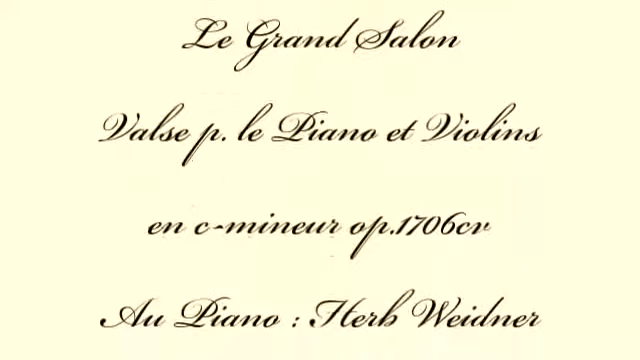 Le Grand Salon
Valse p. le Piano et Violins
en c-mineur op.1706cv
Au Piano : Herb Weidner